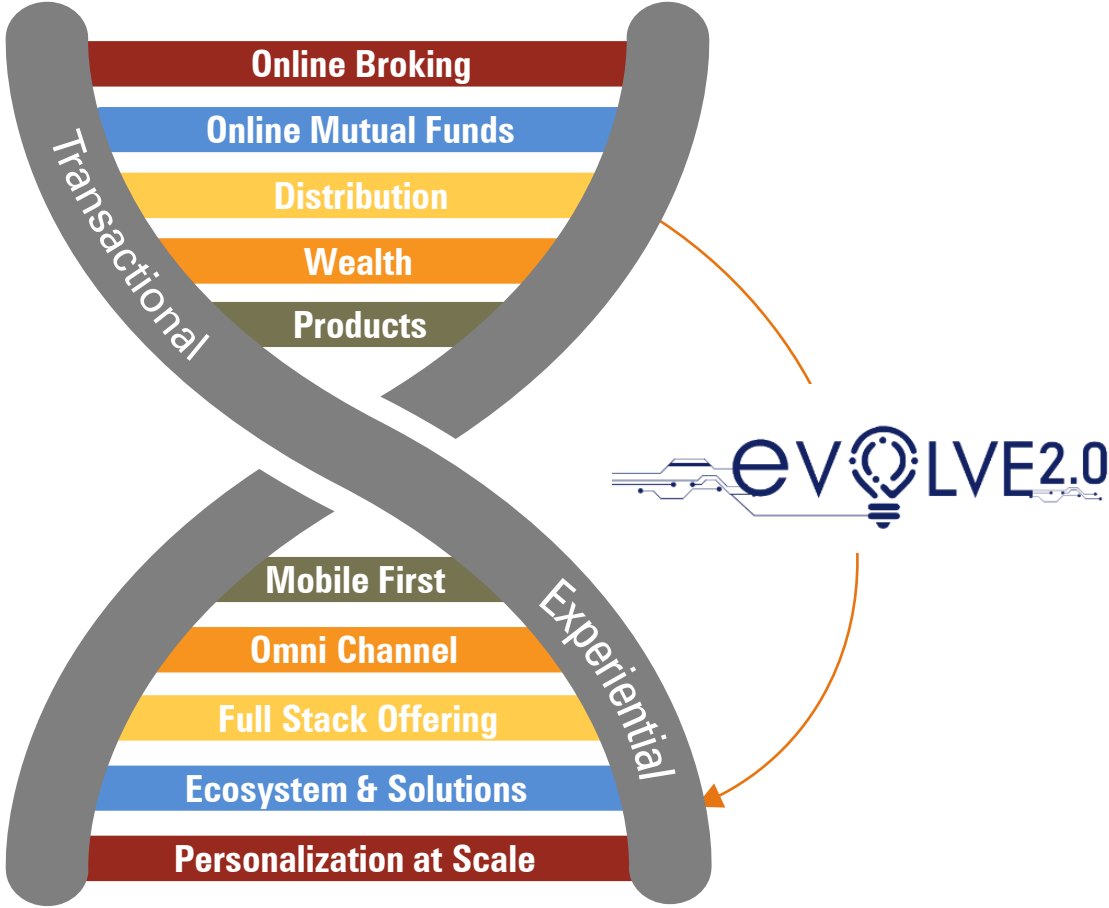 Online Broking
Online Mutual Funds
Distribution
Wealth
Products
Transactional
eVOLVE2.0
Mobile First
Omni Channel
Full Stack Offering
Ecosystem & Solutions
Personalization at Scale
Experiential